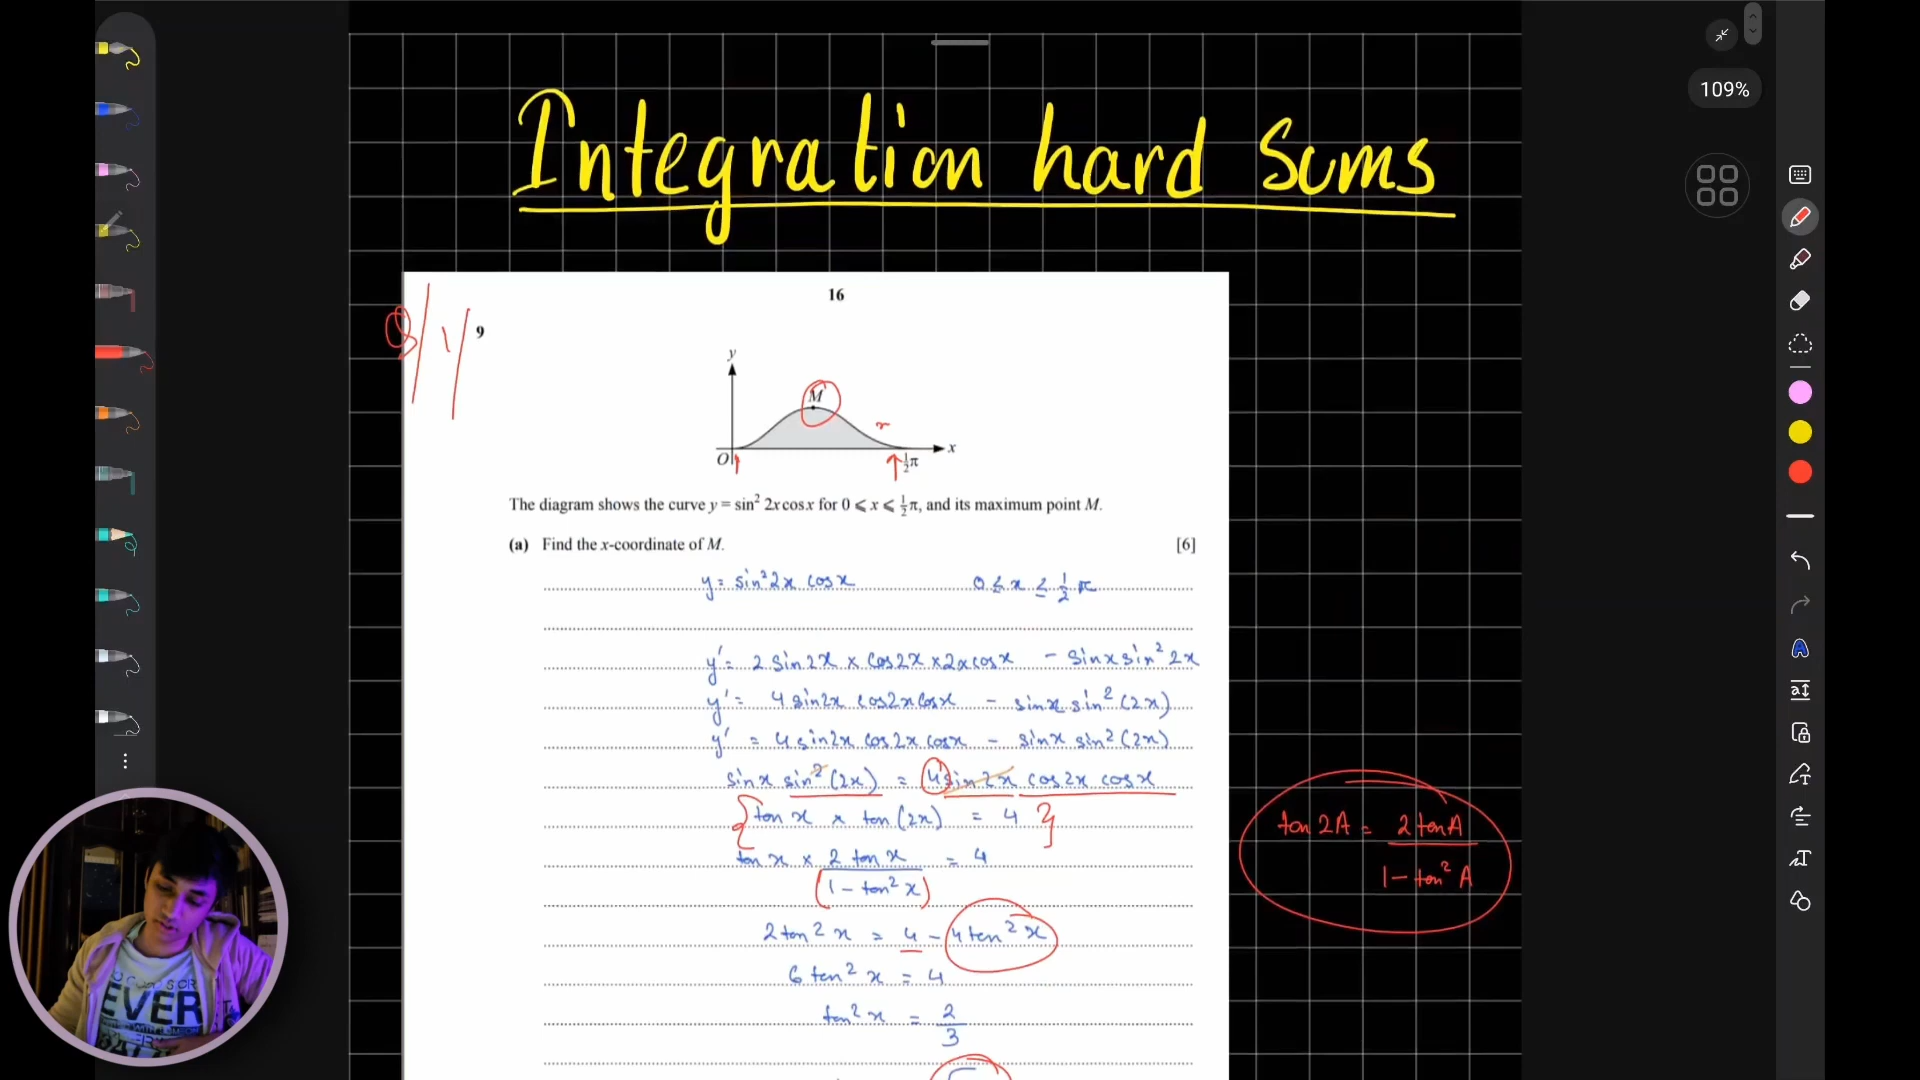 109%
Integration hard Sums
16
Q/1/
9
y
M
x
O
½π
The diagram shows the curve y = sin² 2x cos x for 0 ⩽ x ⩽ ½π, and its maximum point M.
(a) Find the x-coordinate of M. [6]
y = sin²2x cos x 0 ≤ x ≤ 1/2 π
y' = 2 sin 2x × cos 2x × 2 x cos x - sin x sin² 2x
y' = 4 sin 2x cos 2x cos x - sin x sin² (2x)
y' = 4 sin 2x cos 2x cos x - sin x sin² (2x)
sin x sin² (2x) = 4 sin 2x cos 2x cos x
{ tan x × tan (2x) = 4 }
tan x × 2 tan x / (1 - tan² x) = 4
2 tan² x = 4 - 4 tan² x
6 tan² x = 4
tan² x = 2/3
tan 2A = 2 tan A / 1 - tan² A
EVER